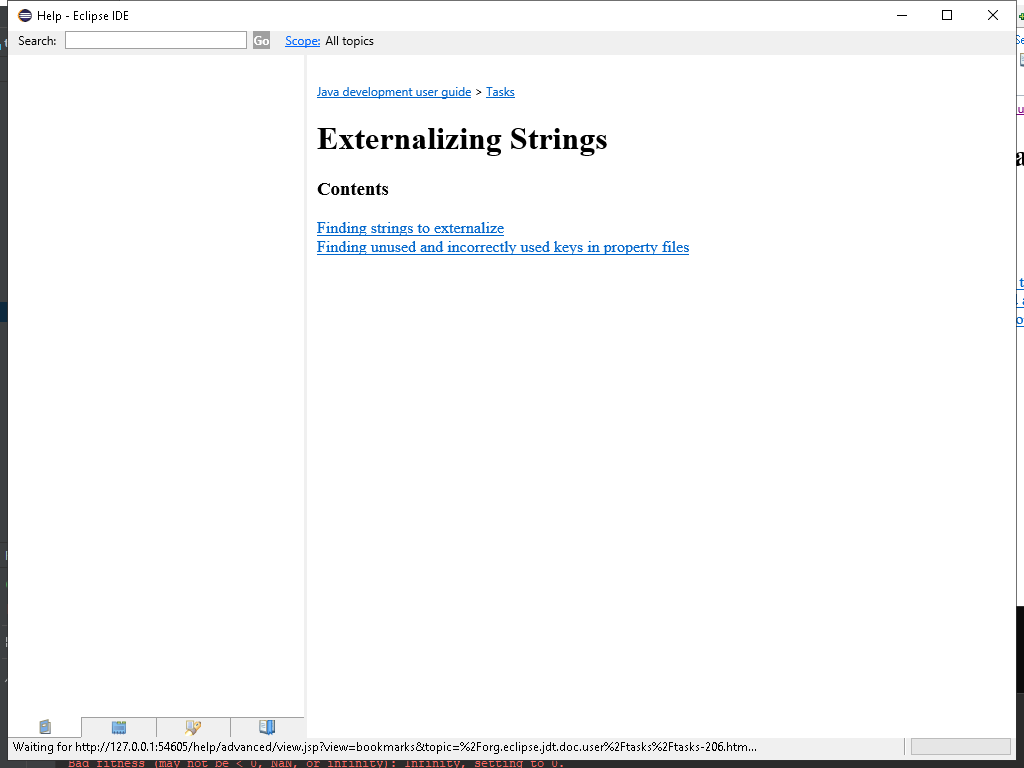 Help - Eclipse IDE
Search: Go Scope: All topics
Java development user guide > Tasks
Externalizing Strings
Contents
Finding strings to externalize
Finding unused and incorrectly used keys in property files
Waiting for http://127.0.0.1:54605/help/advanced/view.jsp?view=bookmarks&topic=%2Forg.eclipse.jdt.doc.user%2Ftasks%2Ftasks-206.htm...
Bad fitness (may not be < 0, NaN, or infinity): Infinity, setting to 0.